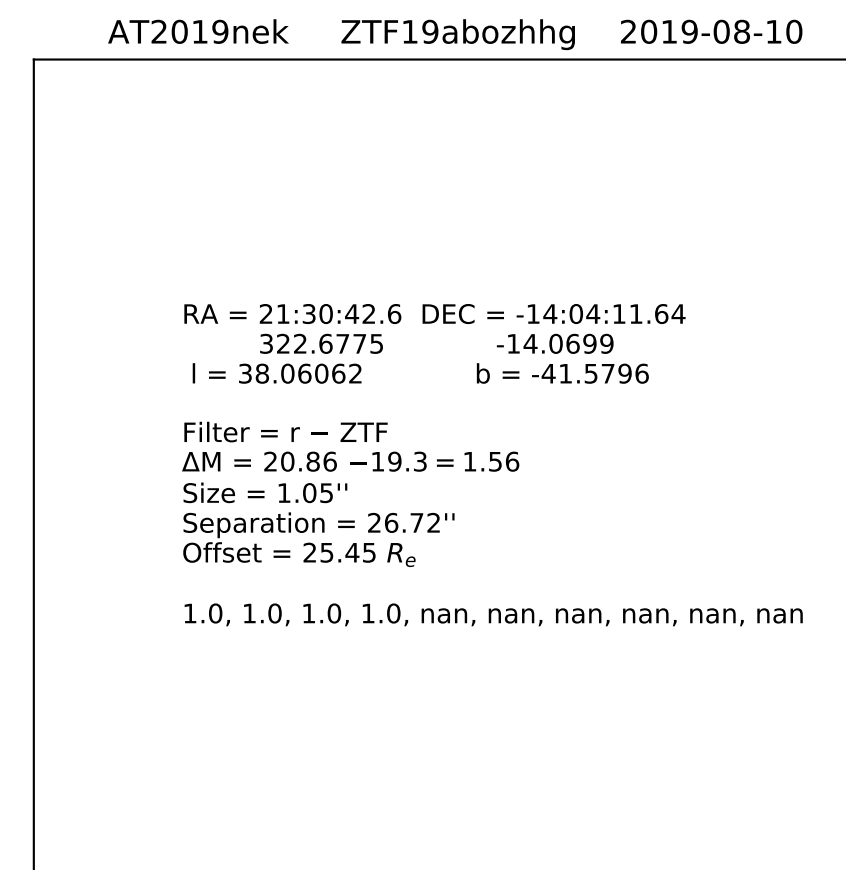 AT2019nek ZTF19abozhhg 2019-08-10
RA = 21:30:42.6 DEC = -14:04:11.64
322.6775 -14.0699
l = 38.06062 b = -41.5796
Filter = r − ZTF
ΔM = 20.86 −19.3 = 1.56
Size = 1.05''
Separation = 26.72''
Offset = 25.45 Rₑ
1.0, 1.0, 1.0, 1.0, nan, nan, nan, nan, nan, nan